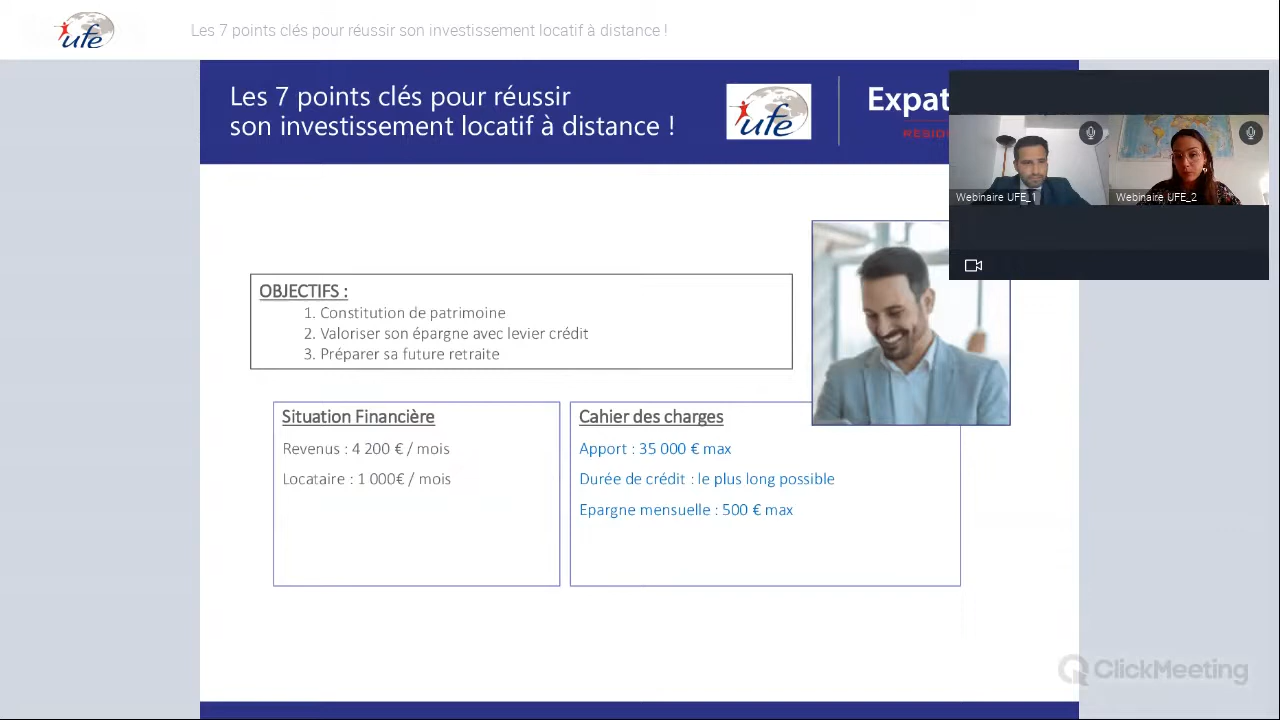 ufe
Les 7 points clés pour réussir son investissement locatif à distance !
Les 7 points clés pour réussir
son investissement locatif à distance !
ufe
Expat
RESID
Webinaire UFE_1
Webinaire UFE_2
OBJECTIFS :
1. Constitution de patrimoine
2. Valoriser son épargne avec levier crédit
3. Préparer sa future retraite
Situation Financière
Revenus : 4 200 € / mois
Locataire : 1 000€ / mois
Cahier des charges
Apport : 35 000 € max
Durée de crédit : le plus long possible
Epargne mensuelle : 500 € max
ClickMeeting